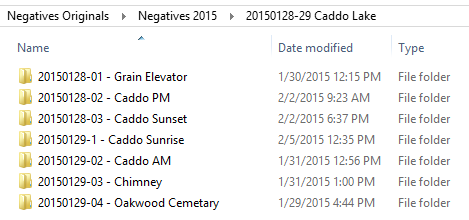 Negatives Originals > Negatives 2015 > 20150128-29 Caddo Lake
Name Date modified Type
20150128-01 - Grain Elevator 1/30/2015 12:15 PM File folder
20150128-02 - Caddo PM 2/2/2015 9:23 AM File folder
20150128-03 - Caddo Sunset 2/2/2015 6:37 PM File folder
20150129-1 - Caddo Sunrise 2/5/2015 12:35 PM File folder
20150129-02 - Caddo AM 1/31/2015 12:56 PM File folder
20150129-03 - Chimney 1/31/2015 1:00 PM File folder
20150129-04 - Oakwood Cemetary 1/29/2015 4:44 PM File folder